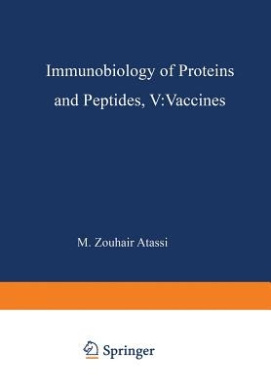 Immunobiology of Proteins
and Peptides, V:Vaccines
M. Zouhair Atassi
Springer